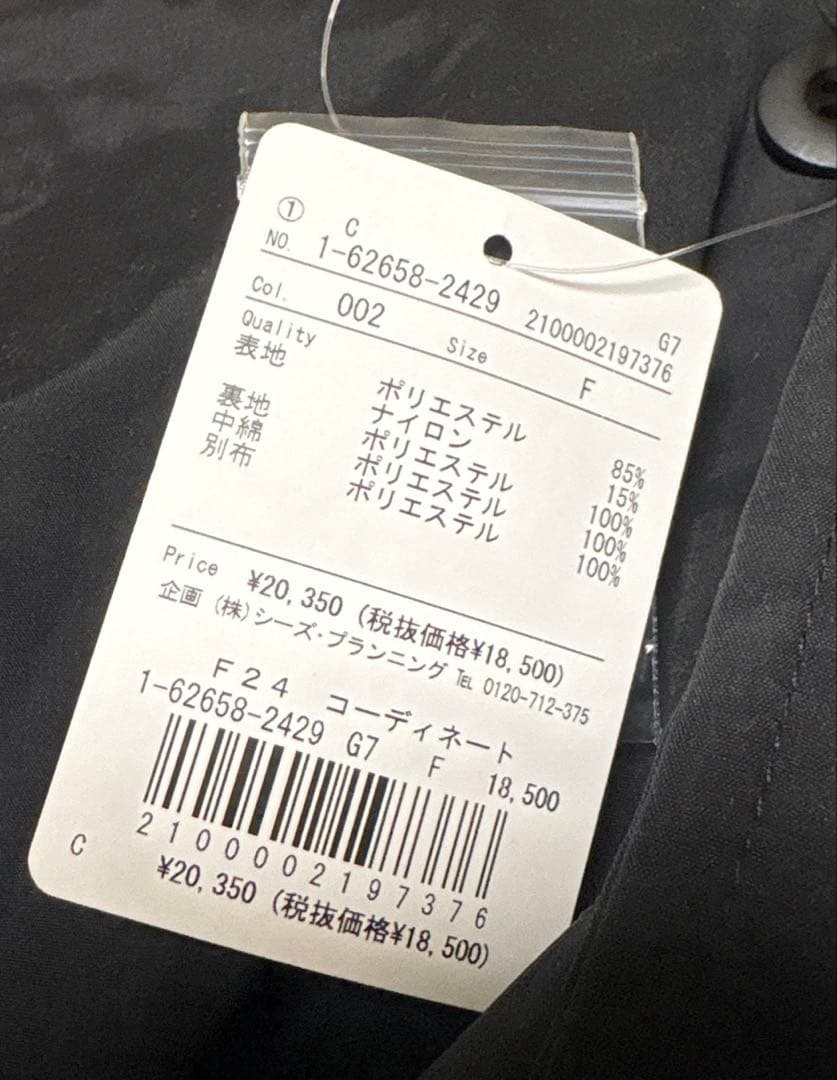 ① C
NO. 1-62658-2429 2100002197376 G7
Col. 002 Size F
Quality
表地 ポリエステル 85%
ナイロン 15%
裏地 ポリエステル 100%
中綿 ポリエステル 100%
別布 ポリエステル 100%
Price ¥20,350 (税抜価格¥18,500)
企画 (株)シーズ・プランニング TEL 0120-712-375
F24 コーディネート
1-62658-2429 G7 F 18,500
2100002197376
C ¥20,350 (税抜価格¥18,500)